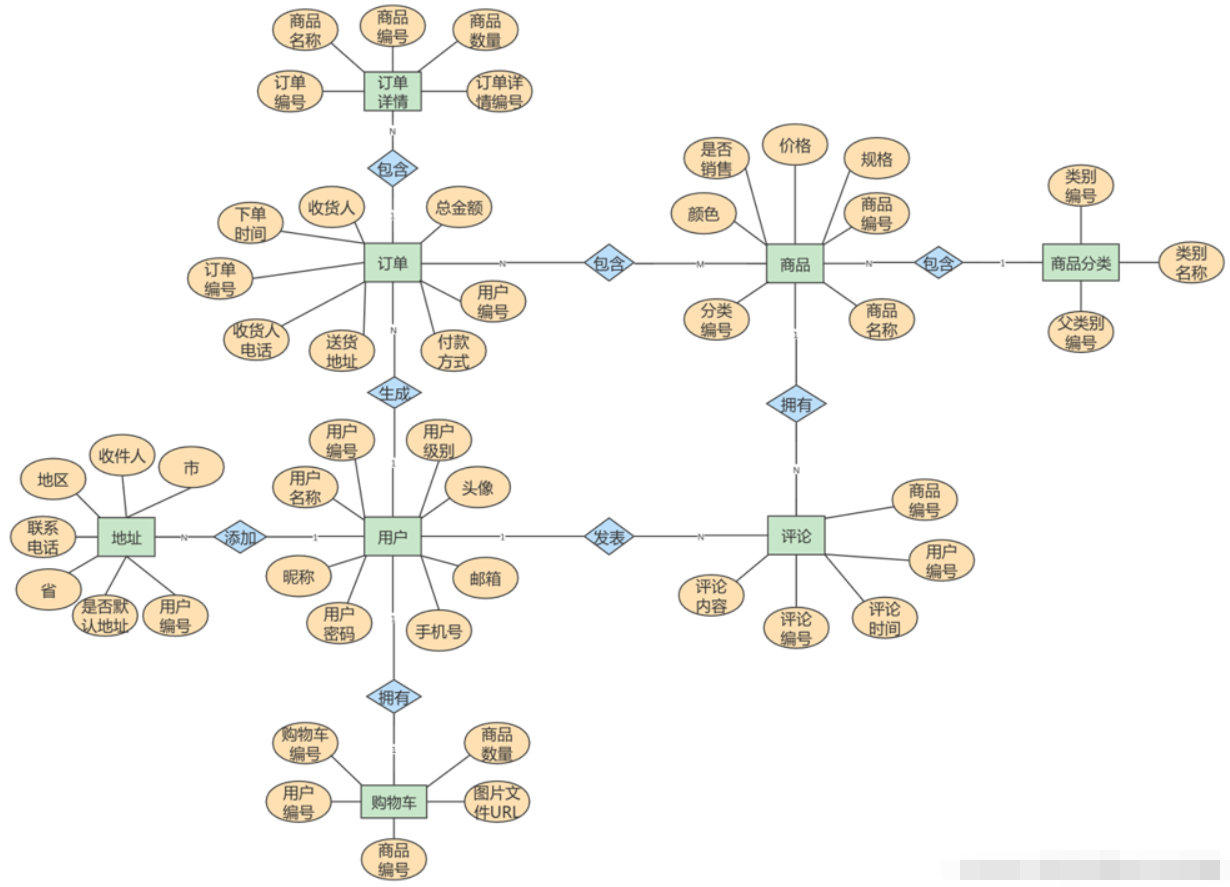 商品
名称
商品
编号
商品
数量
订单
编号
订单
详情
订单详
情编号
N
包含
1
下单
时间
收货人
总金额
订单
编号
订单
收货人
电话
送货
地址
付款
方式
用户
编号
N
包含
M
是否
销售
价格
规格
颜色
商品
编号
商品
分类
编号
商品
名称
N
包含
1
类别
编号
商品分类
类别
名称
父类别
编号
N
生成
1
1
拥有
N
用户
编号
用户
级别
用户
名称
头像
用户
昵称
邮箱
用户
密码
手机号
地区
收件人
市
联系
电话
地址
省
是否默
认地址
用户
编号
N
添加
1
1
发表
N
商品
编号
评论
用户
编号
评论
内容
评论
编号
评论
时间
1
拥有
1
购物车
编号
商品
数量
用户
编号
购物车
图片文
件URL
商品
编号